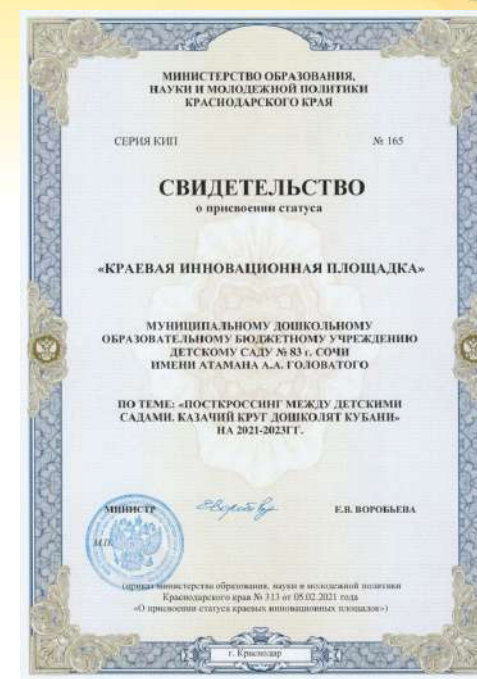 МИНИСТЕРСТВО ОБРАЗОВАНИЯ,
НАУКИ И МОЛОДЕЖНОЙ ПОЛИТИКИ
КРАСНОДАРСКОГО КРАЯ
СЕРИЯ КИП № 165
СВИДЕТЕЛЬСТВО
о присвоении статуса
«КРАЕВАЯ ИННОВАЦИОННАЯ ПЛОЩАДКА»
МУНИЦИПАЛЬНОМУ ДОШКОЛЬНОМУ
ОБРАЗОВАТЕЛЬНОМУ БЮДЖЕТНОМУ УЧРЕЖДЕНИЮ
ДЕТСКОМУ САДУ № 83 г. СОЧИ
ИМЕНИ АТАМАНА А.А. ГОЛОВАТОГО
ПО ТЕМЕ: «ПОСТКРОССИНГ МЕЖДУ ДЕТСКИМИ
САДАМИ. КАЗАЧИЙ КРУГ ДОШКОЛЯТ КУБАНИ»
НА 2021-2023ГГ.
МИНИСТР Е.В. ВОРОБЬЕВА
М.П.
(приказ министерства образования, науки и молодежной политики
Краснодарского края № 313 от 05.02.2021 года
«О присвоении статуса краевых инновационных площадок»)
г. Краснодар